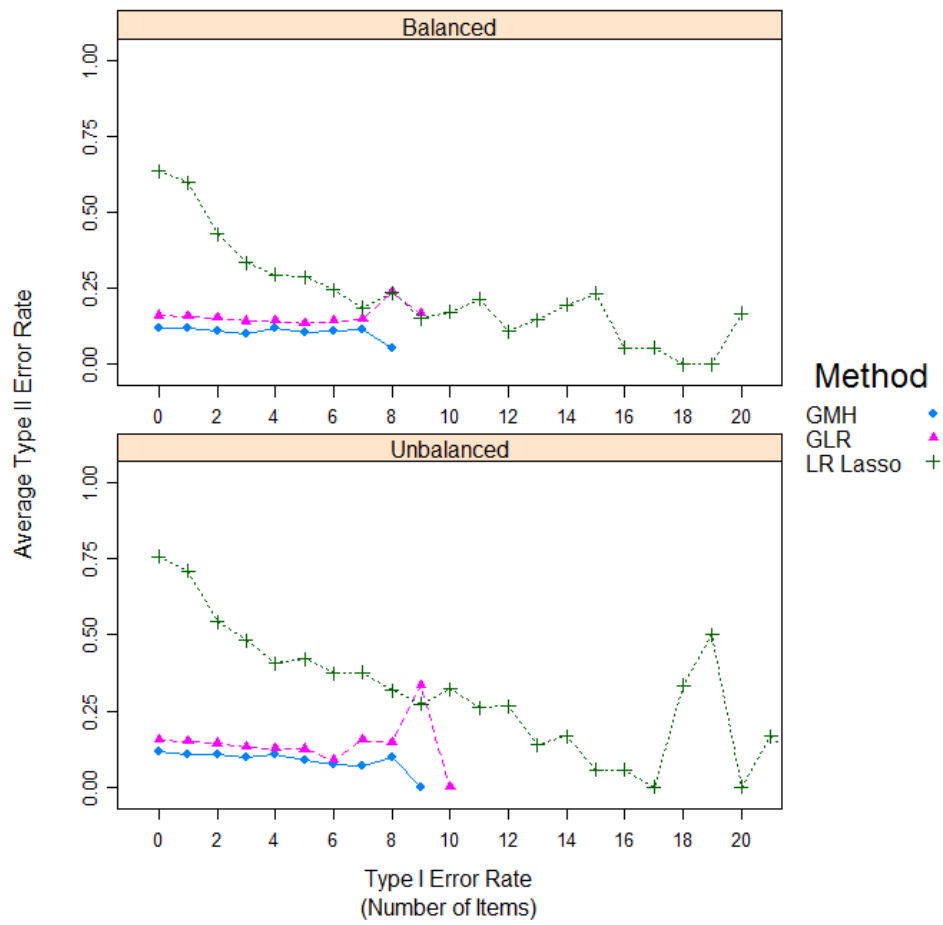 Balanced
1.00
0.75
0.50
0.25
0.00
0 2 4 6 8 10 12 14 16 18 20
Unbalanced
1.00
0.75
0.50
0.25
0.00
0 2 4 6 8 10 12 14 16 18 20
Average Type II Error Rate
Type I Error Rate
(Number of Items)
Method
GMH
GLR
LR Lasso